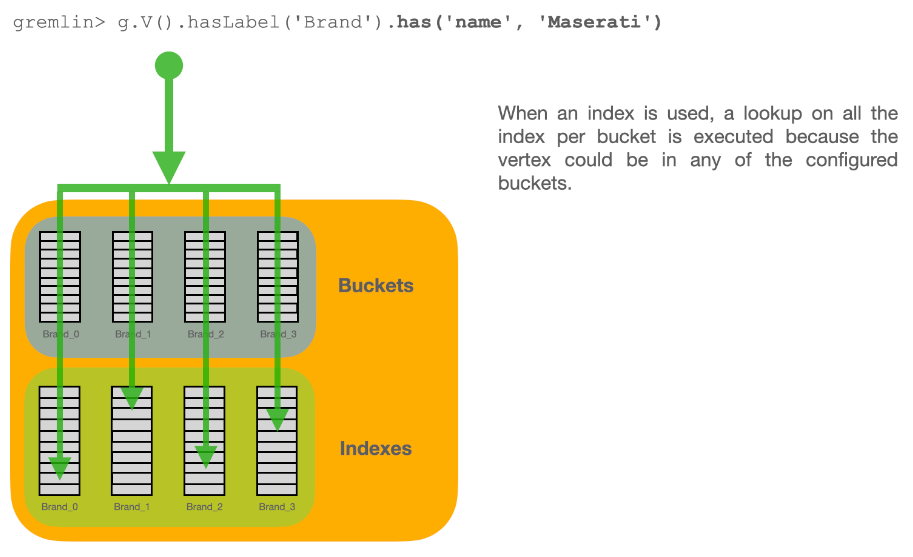 gremlin> g.V().hasLabel('Brand').has('name', 'Maserati')
When an index is used, a lookup on all the
index per bucket is executed because the
vertex could be in any of the configured
buckets.
Buckets
Brand_0 Brand_1 Brand_2 Brand_3
Indexes
Brand_0 Brand_1 Brand_2 Brand_3